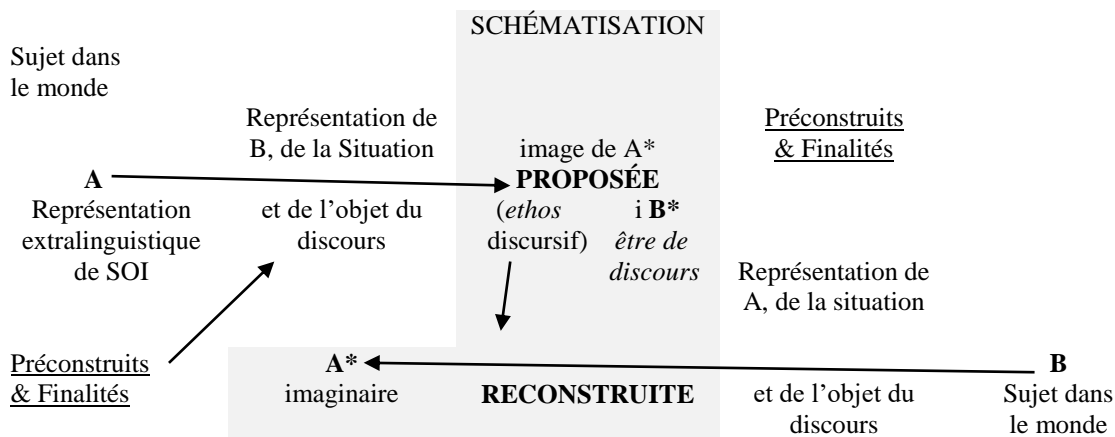 SCHÉMATISATION
Sujet dans
le monde
Représentation de
B, de la Situation
image de A*
Préconstruits
& Finalités
A
PROPOSÉE
Représentation
extralinguistique
de SOI
et de l’objet du
discours
(ethos
discursif)
i B*
être de
discours
Représentation de
A, de la situation
Préconstruits
& Finalités
A*
imaginaire
RECONSTRUITE
et de l’objet du
discours
B
Sujet dans
le monde